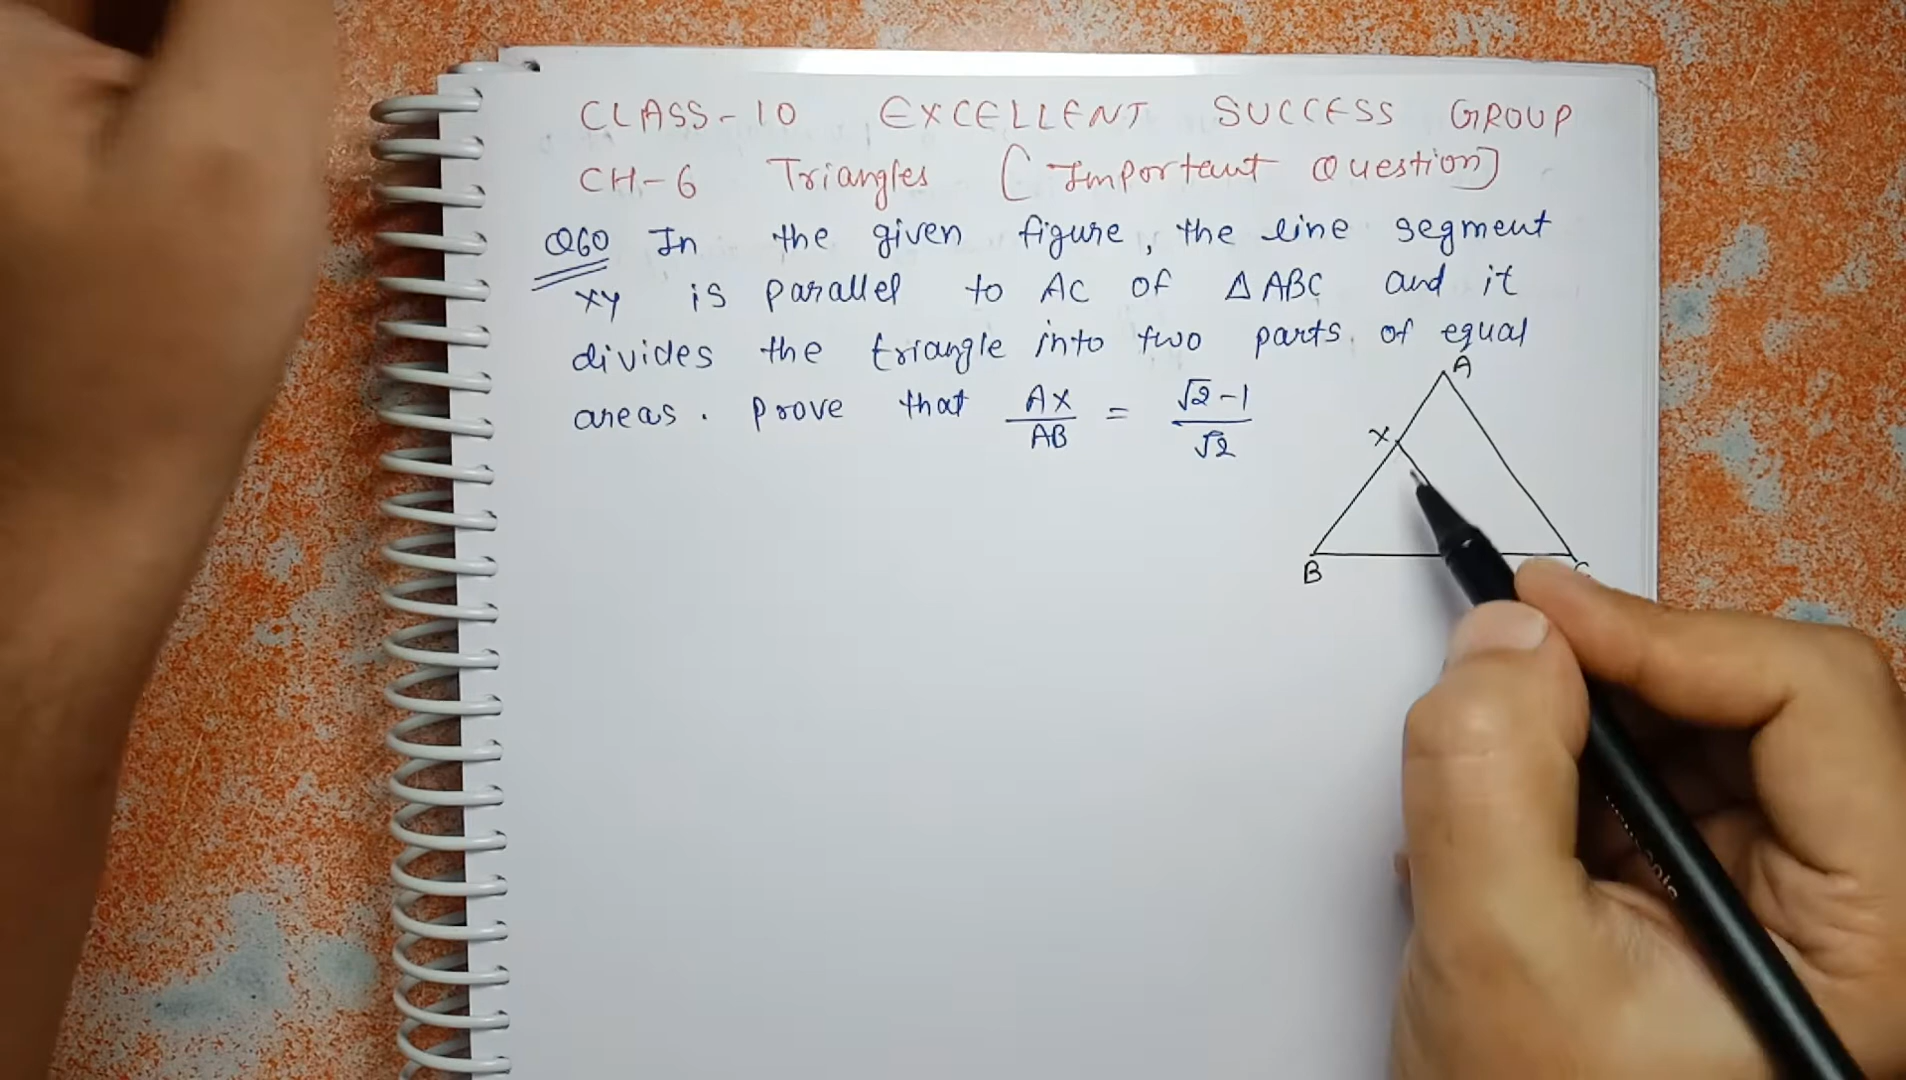 CLASS-10 EXCELLENT SUCCESS GROUP
CH-6 Triangles (Important Question)
Q60 In the given figure, the line segment
XY is parallel to AC of △ABC and it
divides the triangle into two parts of equal
areas. Prove that AX/AB = √2-1/√2
A
X
B
C